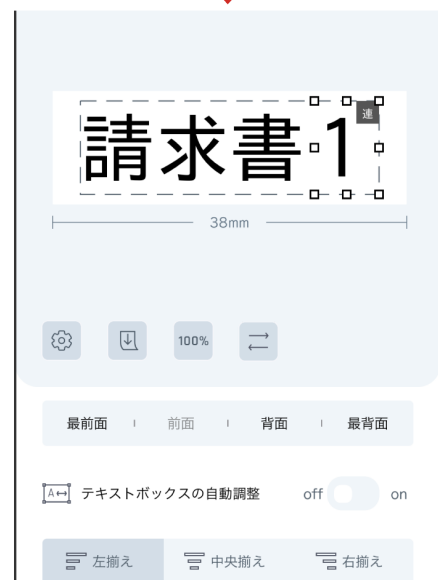 請求書1
連
38mm
100%
最前面 前面 背面 最背面
A テキストボックスの自動調整 off on
左揃え 中央揃え 右揃え